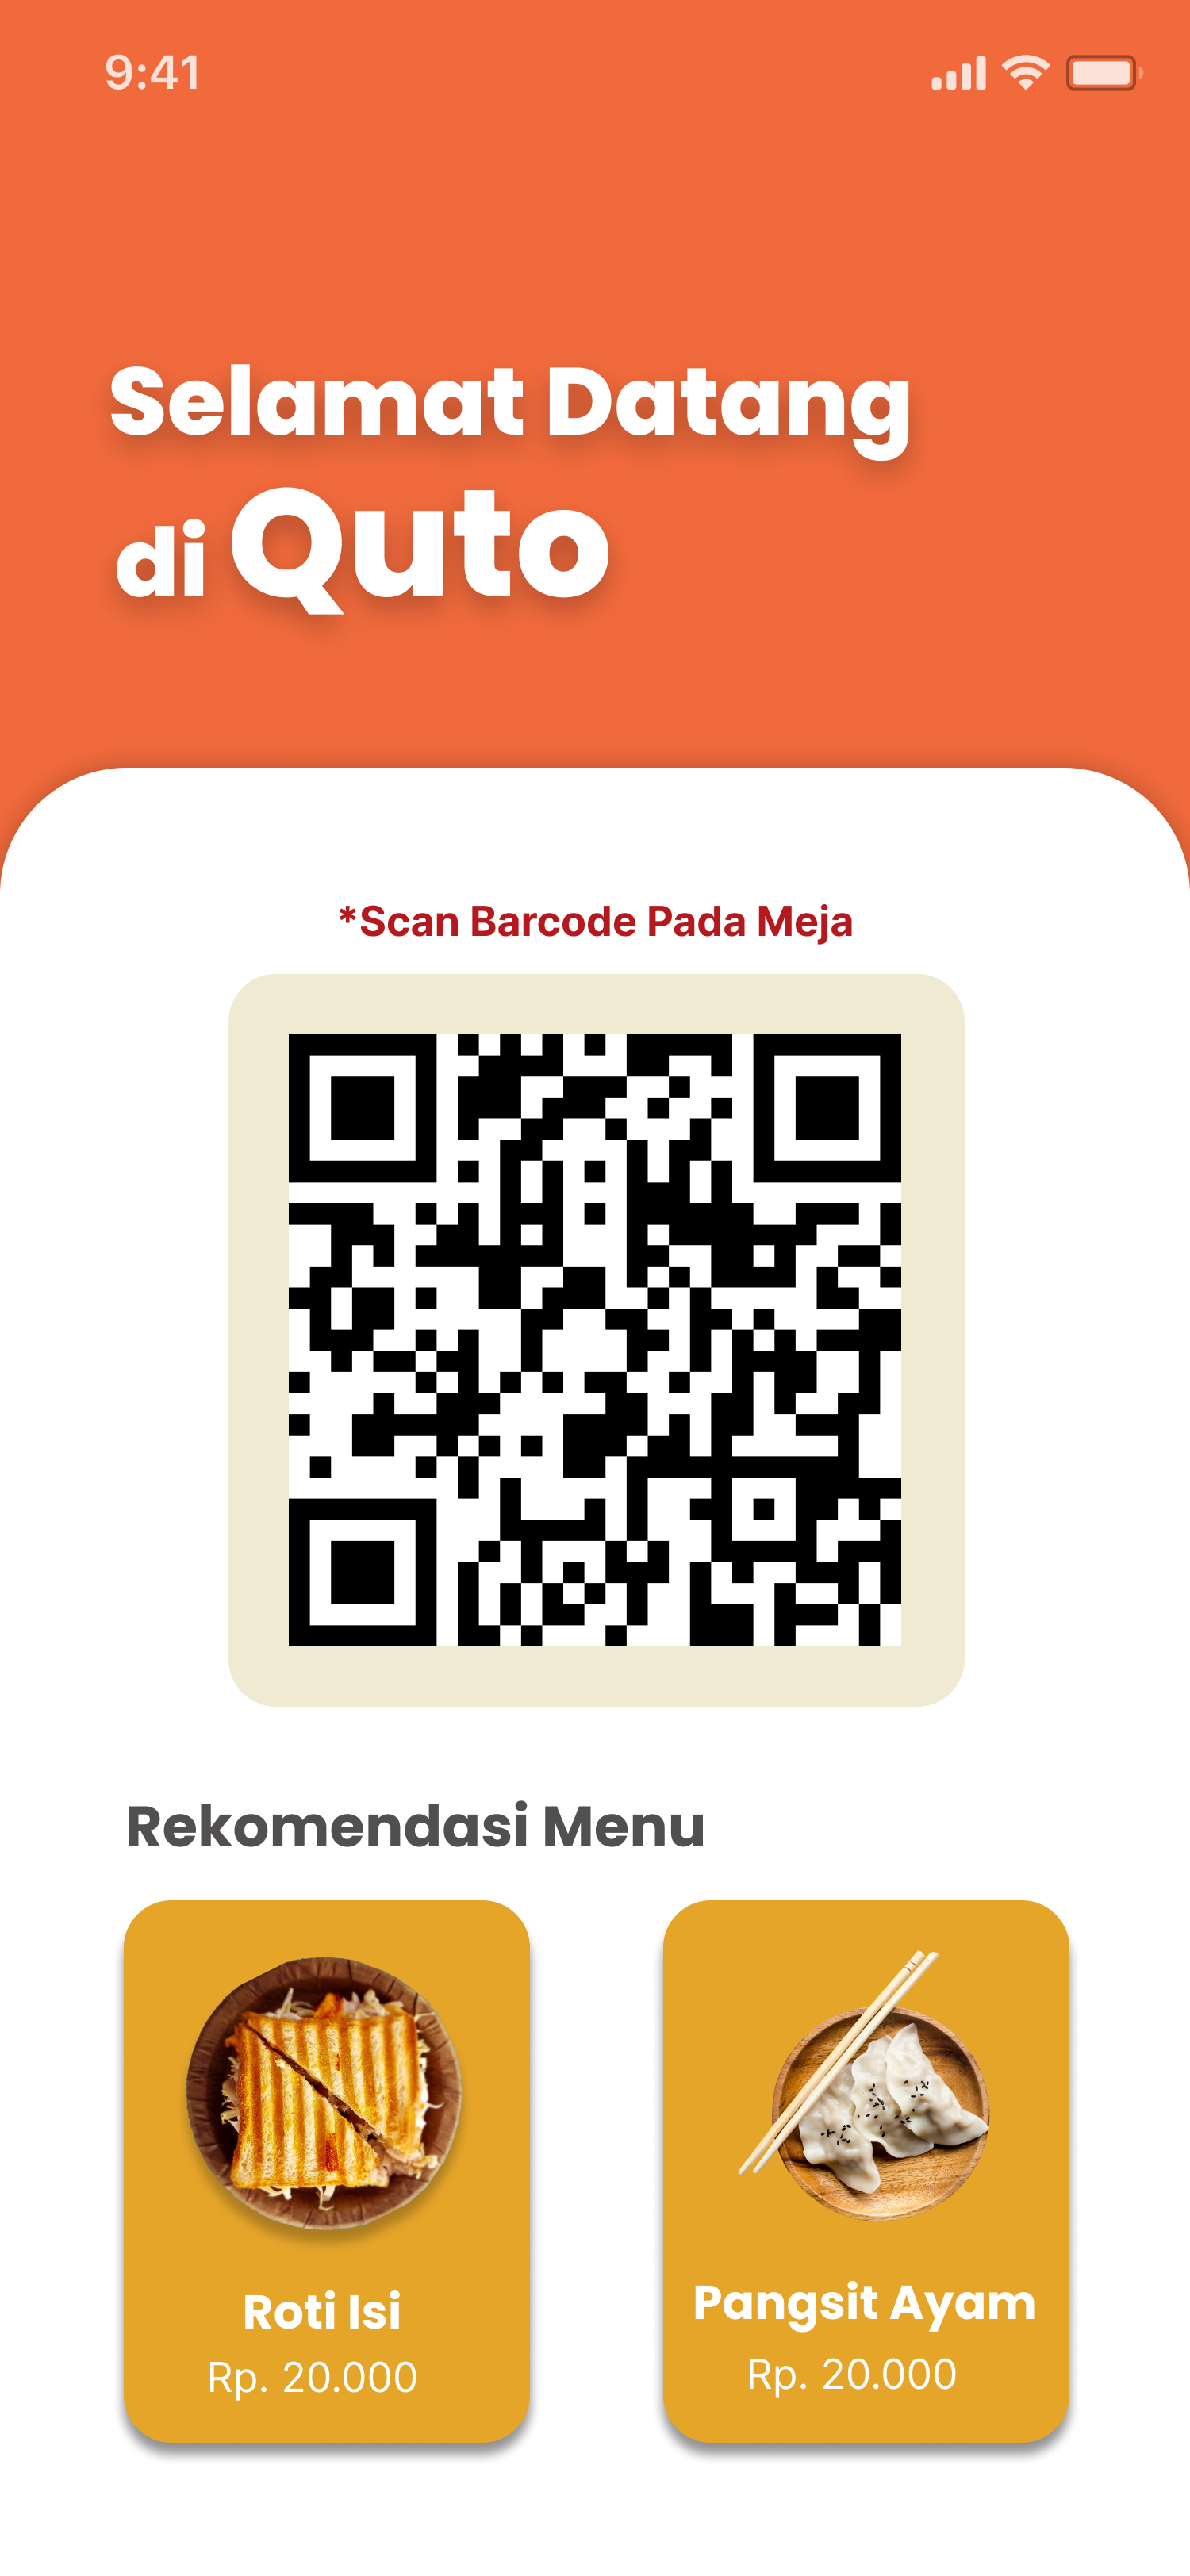 9:41
Selamat Datang
di Quto
*Scan Barcode Pada Meja
Rekomendasi Menu
Roti Isi
Rp. 20.000
Pangsit Ayam
Rp. 20.000